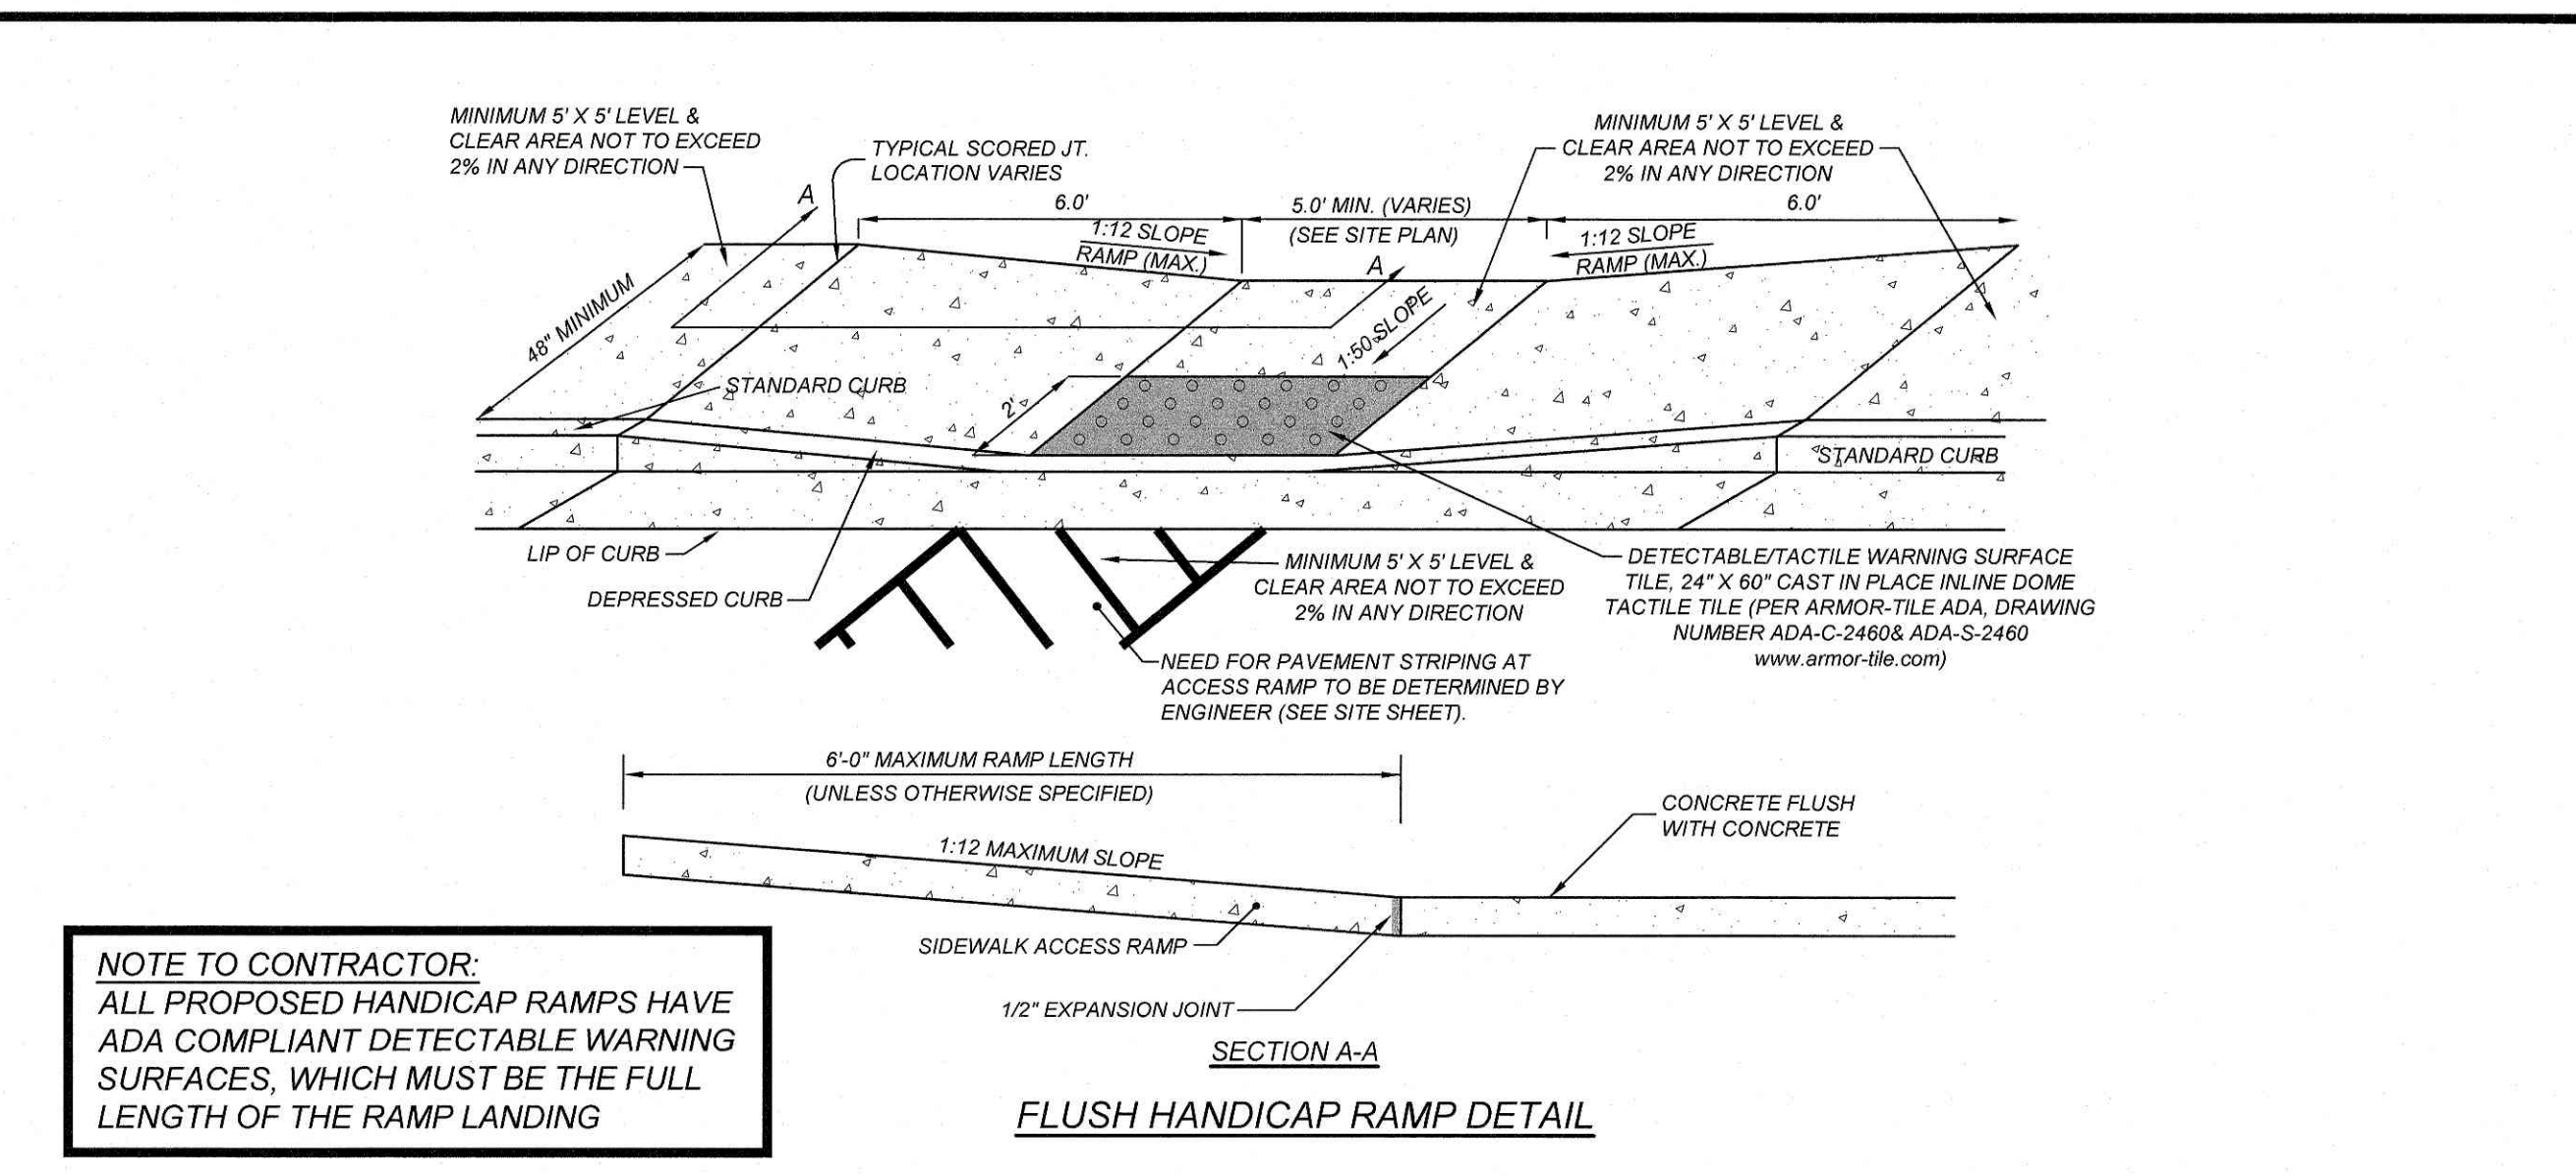 MINIMUM 5' X 5' LEVEL &
CLEAR AREA NOT TO EXCEED
2% IN ANY DIRECTION
TYPICAL SCORED JT.
LOCATION VARIES
MINIMUM 5' X 5' LEVEL &
CLEAR AREA NOT TO EXCEED
2% IN ANY DIRECTION
A
6.0'
5.0' MIN. (VARIES)
(SEE SITE PLAN)
6.0'
1:12 SLOPE
RAMP (MAX.)
1:12 SLOPE
RAMP (MAX.)
A
48" MINIMUM
1:50 SLOPE
STANDARD CURB
2'
STANDARD CURB
LIP OF CURB
DEPRESSED CURB
MINIMUM 5' X 5' LEVEL &
CLEAR AREA NOT TO EXCEED
2% IN ANY DIRECTION
DETECTABLE/TACTILE WARNING SURFACE
TILE, 24" X 60" CAST IN PLACE INLINE DOME
TACTILE TILE (PER ARMOR-TILE ADA, DRAWING
NUMBER ADA-C-2460& ADA-S-2460
www.armor-tile.com)
NEED FOR PAVEMENT STRIPING AT
ACCESS RAMP TO BE DETERMINED BY
ENGINEER (SEE SITE SHEET).
6'-0" MAXIMUM RAMP LENGTH
(UNLESS OTHERWISE SPECIFIED)
1:12 MAXIMUM SLOPE
CONCRETE FLUSH
WITH CONCRETE
SIDEWALK ACCESS RAMP
1/2" EXPANSION JOINT
SECTION A-A
FLUSH HANDICAP RAMP DETAIL
NOTE TO CONTRACTOR:
ALL PROPOSED HANDICAP RAMPS HAVE
ADA COMPLIANT DETECTABLE WARNING
SURFACES, WHICH MUST BE THE FULL
LENGTH OF THE RAMP LANDING